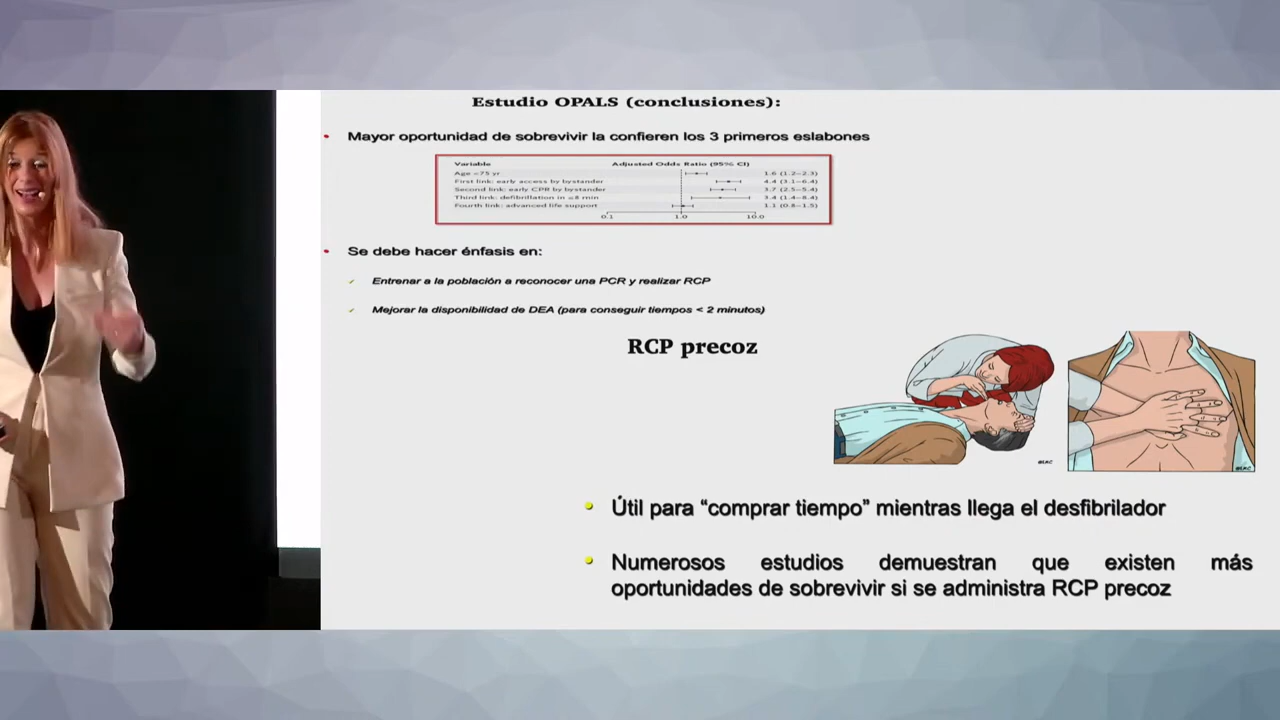 Estudio OPALS (conclusiones):
• Mayor oportunidad de sobrevivir la confieren los 3 primeros eslabones
Variable Adjusted Odds Ratio (95% CI)
Age <75 yr 1.6 (1.2–2.3)
First link: early access by bystander 4.4 (3.1–6.4)
Second link: early CPR by bystander 3.7 (2.5–5.4)
Third link: defibrillation in ≤8 min 3.4 (1.4–8.4)
Fourth link: advanced life support 1.1 (0.8–1.5)
0.1 1.0 10.0
• Se debe hacer énfasis en:
✓ Entrenar a la población a reconocer una PCR y realizar RCP
✓ Mejorar la disponibilidad de DEA (para conseguir tiempos < 2 minutos)
RCP precoz
• Útil para “comprar tiempo” mientras llega el desfibrilador
• Numerosos estudios demuestran que existen más
oportunidades de sobrevivir si se administra RCP precoz